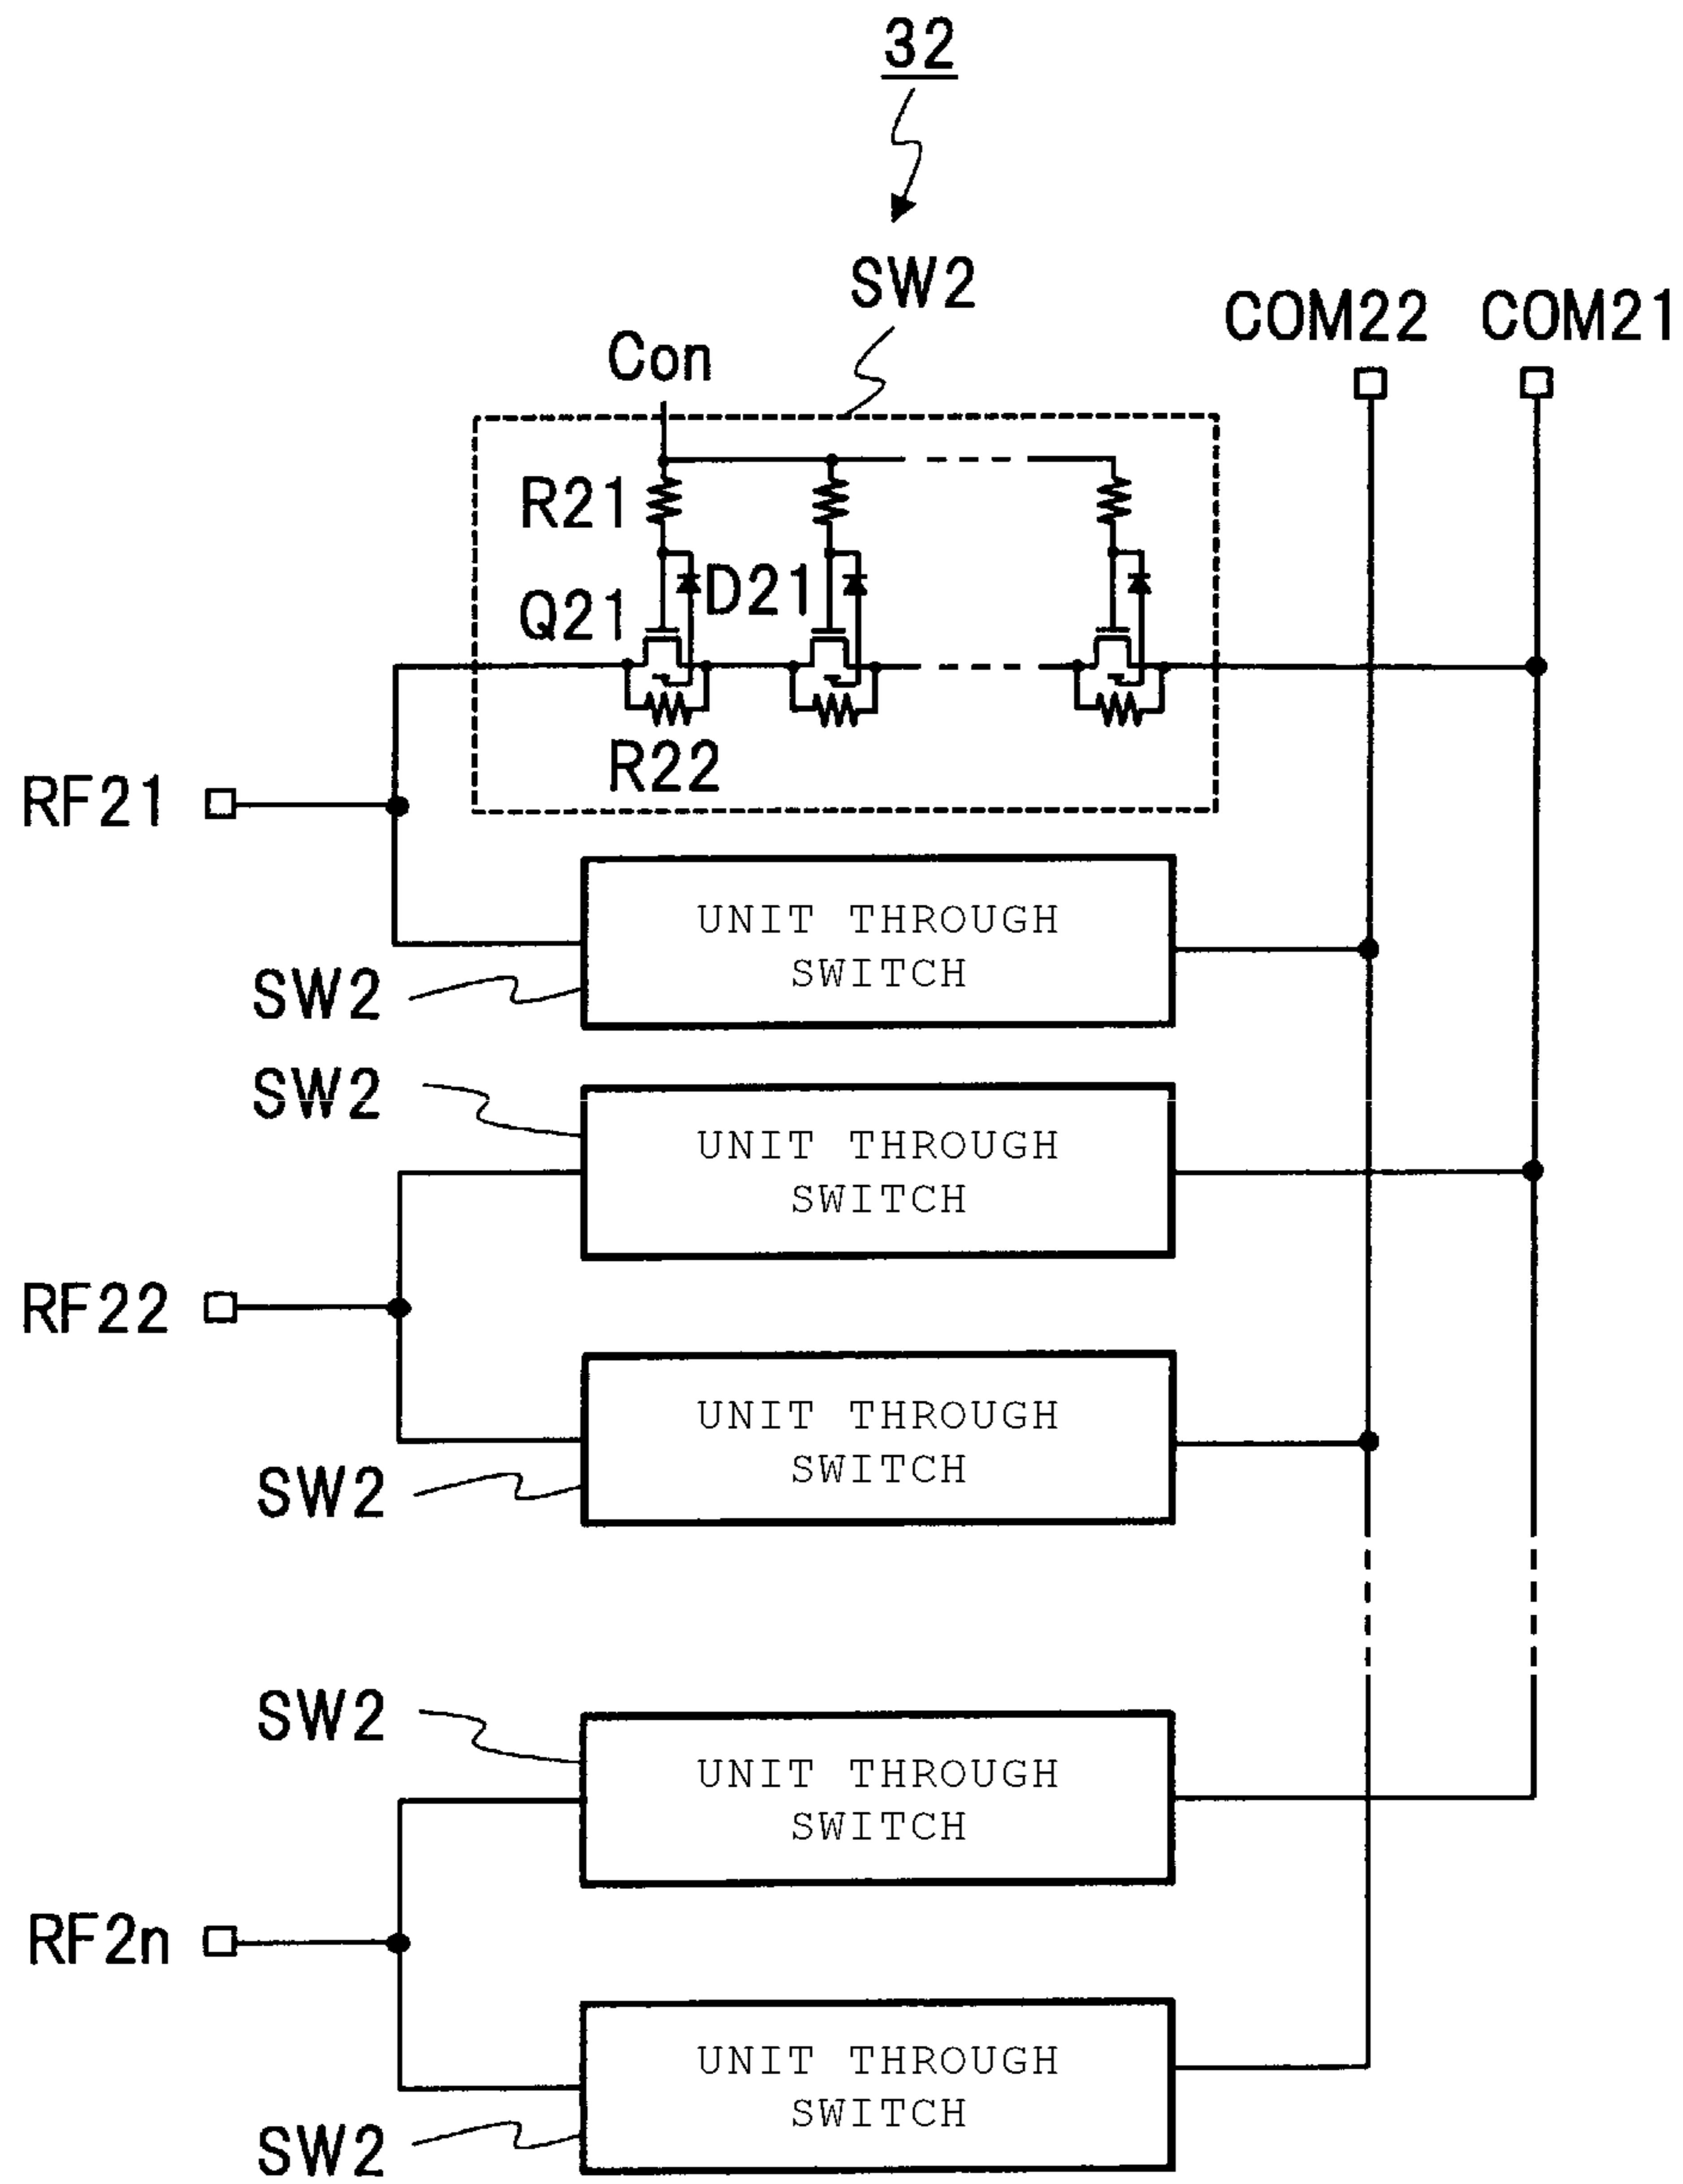 32
SW2
COM22
COM21
Con
R21
Q21
D21
R22
RF21
UNIT THROUGH
SWITCH
SW2
SW2
UNIT THROUGH
SWITCH
RF22
UNIT THROUGH
SWITCH
SW2
SW2
UNIT THROUGH
SWITCH
RF2n
UNIT THROUGH
SWITCH
SW2